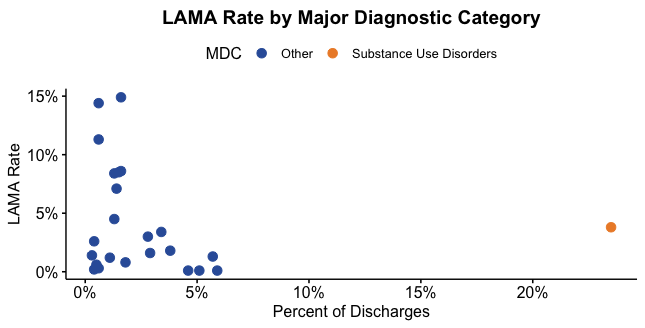 LAMA Rate by Major Diagnostic Category
MDC Other Substance Use Disorders
15%
10%
5%
0%
LAMA Rate
0% 5% 10% 15% 20%
Percent of Discharges